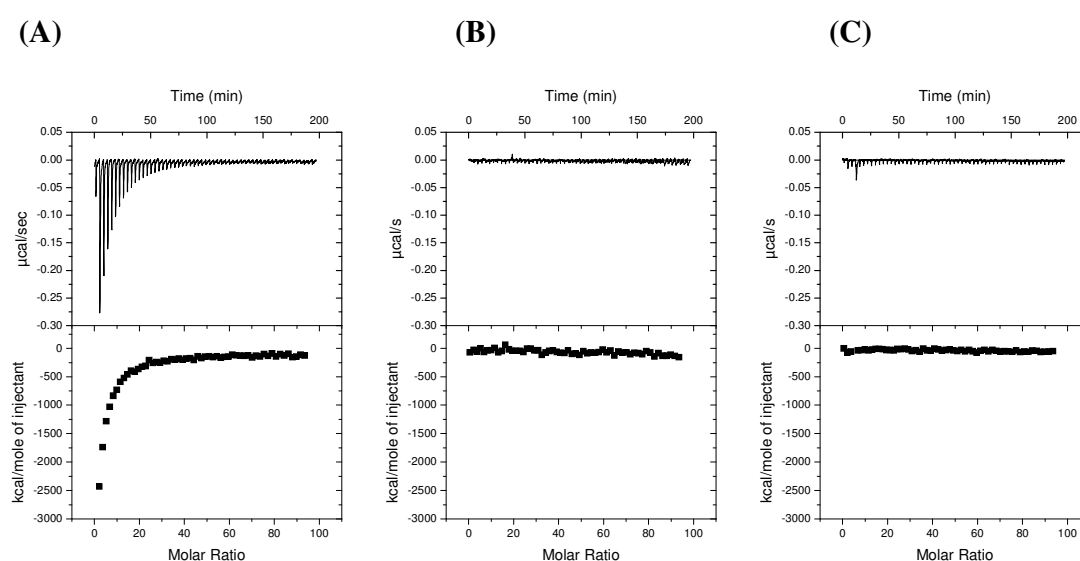 (A)
(B)
(C)
Time (min)
0 50 100 150 200
0.05
0.00
-0.05
-0.10
-0.15
-0.20
-0.25
-0.30
µcal/sec
0
-500
-1000
-1500
-2000
-2500
-3000
kcal/mole of injectant
0 20 40 60 80 100
Molar Ratio
Time (min)
0 50 100 150 200
0.05
0.00
-0.05
-0.10
-0.15
-0.20
-0.25
-0.30
µcal/s
0
-500
-1000
-1500
-2000
-2500
-3000
kcal/mole of injectant
0 20 40 60 80 100
Molar Ratio
Time (min)
0 50 100 150 200
0.05
0.00
-0.05
-0.10
-0.15
-0.20
-0.25
-0.30
µcal/s
0
-500
-1000
-1500
-2000
-2500
-3000
kcal/mole of injectant
0 20 40 60 80 100
Molar Ratio